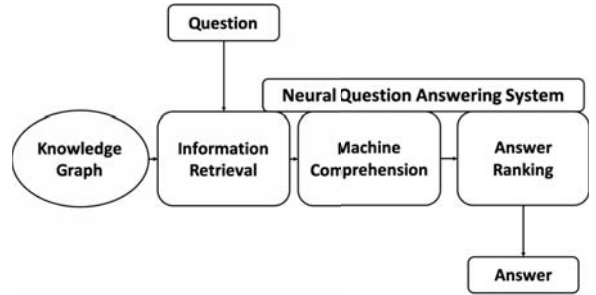 Question
Neural Question Answering System
Knowledge
Graph
Information
Retrieval
Machine
Comprehension
Answer
Ranking
Answer